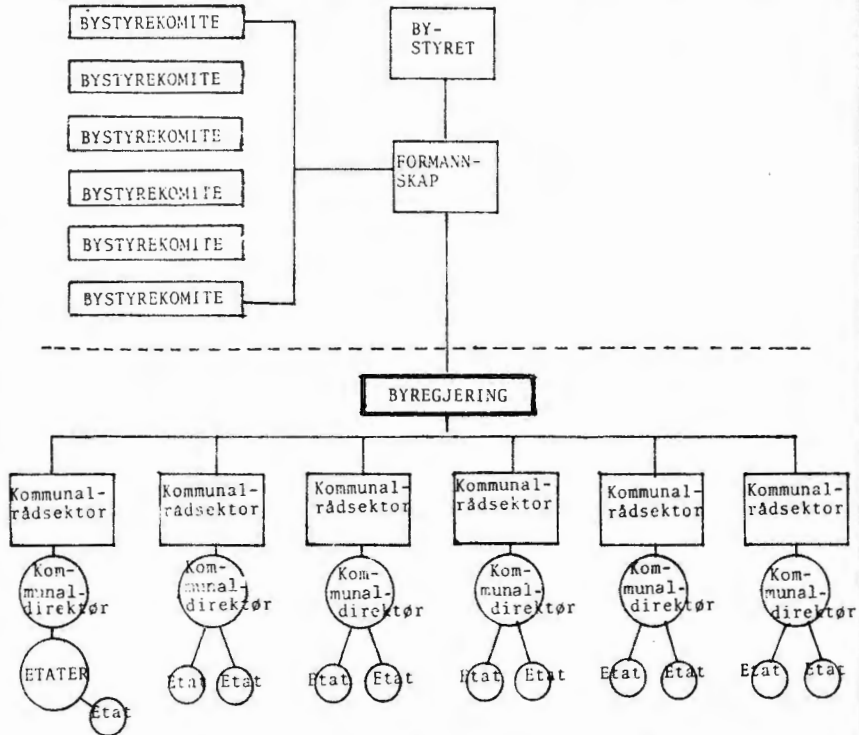 BYSTYREKOMITE
BYSTYREKOMITE
BYSTYREKOMITE
BYSTYREKOMITE
BYSTYREKOMITE
BYSTYREKOMITE
BY-
STYRET
FORMANN-
SKAP
BYREGJERING
Kommunal-
rådsektor
Kommunal-
rådsektor
Kommunal-
rådsektor
Kommunal-
rådsektor
Kommunal-
rådsektor
Kommunal-
rådsektor
Kom-
munal-
direktør
Kom-
munal-
direktør
Kom-
munal-
direktør
Kom-
munal-
direktør
Kom-
munal-
direktør
Kom-
munal-
direktør
ETATER
Etat
Etat
Etat
Etat
Etat
Etat
Etat
Etat
Etat
Etat
Etat